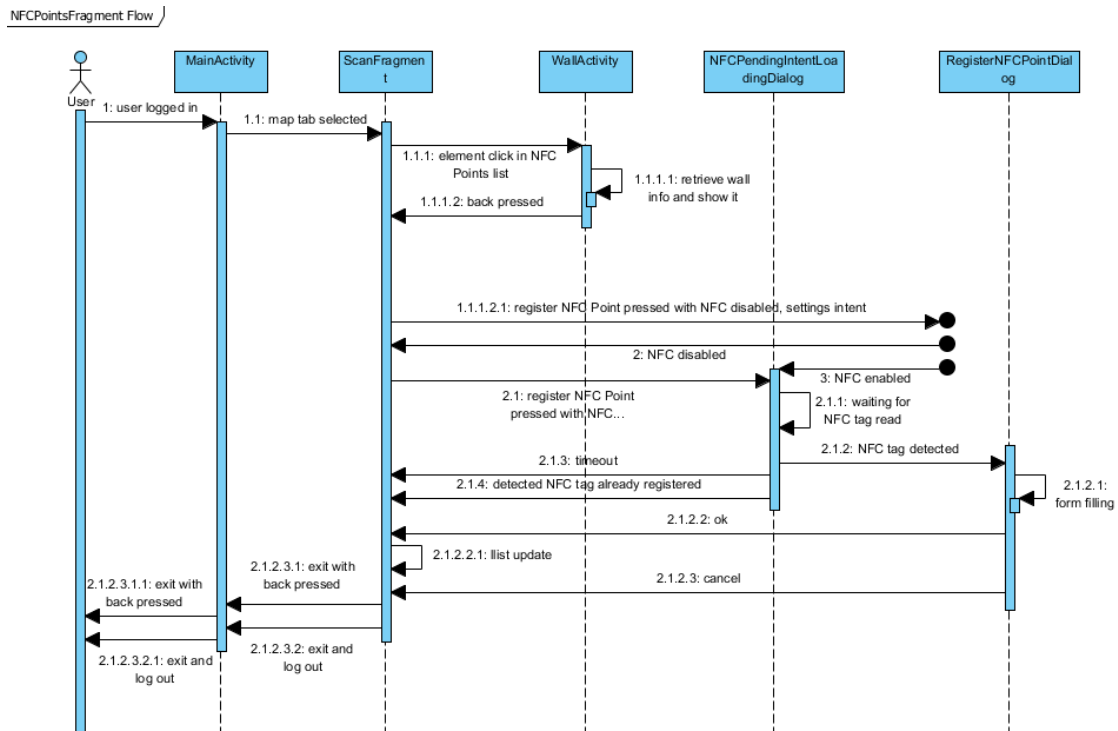 NFCPointsFragment Flow
MainActivity
ScanFragmen
t
WallActivity
NFCPendingIntentLoa
dingDialog
RegisterNFCPointDial
og
User
1: user logged in
1.1: map tab selected
1.1.1: element click in NFC
Points list
1.1.1.1: retrieve wall
info and show it
1.1.1.2: back pressed
1.1.1.2.1: register NFC Point pressed with NFC disabled, settings intent
2: NFC disabled
3: NFC enabled
2.1: register NFC Point
pressed with NFC...
2.1.1: waiting for
NFC tag read
2.1.2: NFC tag detected
2.1.3: timeout
2.1.4: detected NFC tag already registered
2.1.2.1:
form filling
2.1.2.2: ok
2.1.2.2.1: llist update
2.1.2.3: cancel
2.1.2.3.1: exit with
back pressed
2.1.2.3.1.1: exit with
back pressed
2.1.2.3.2: exit and
log out
2.1.2.3.2.1: exit and
log out